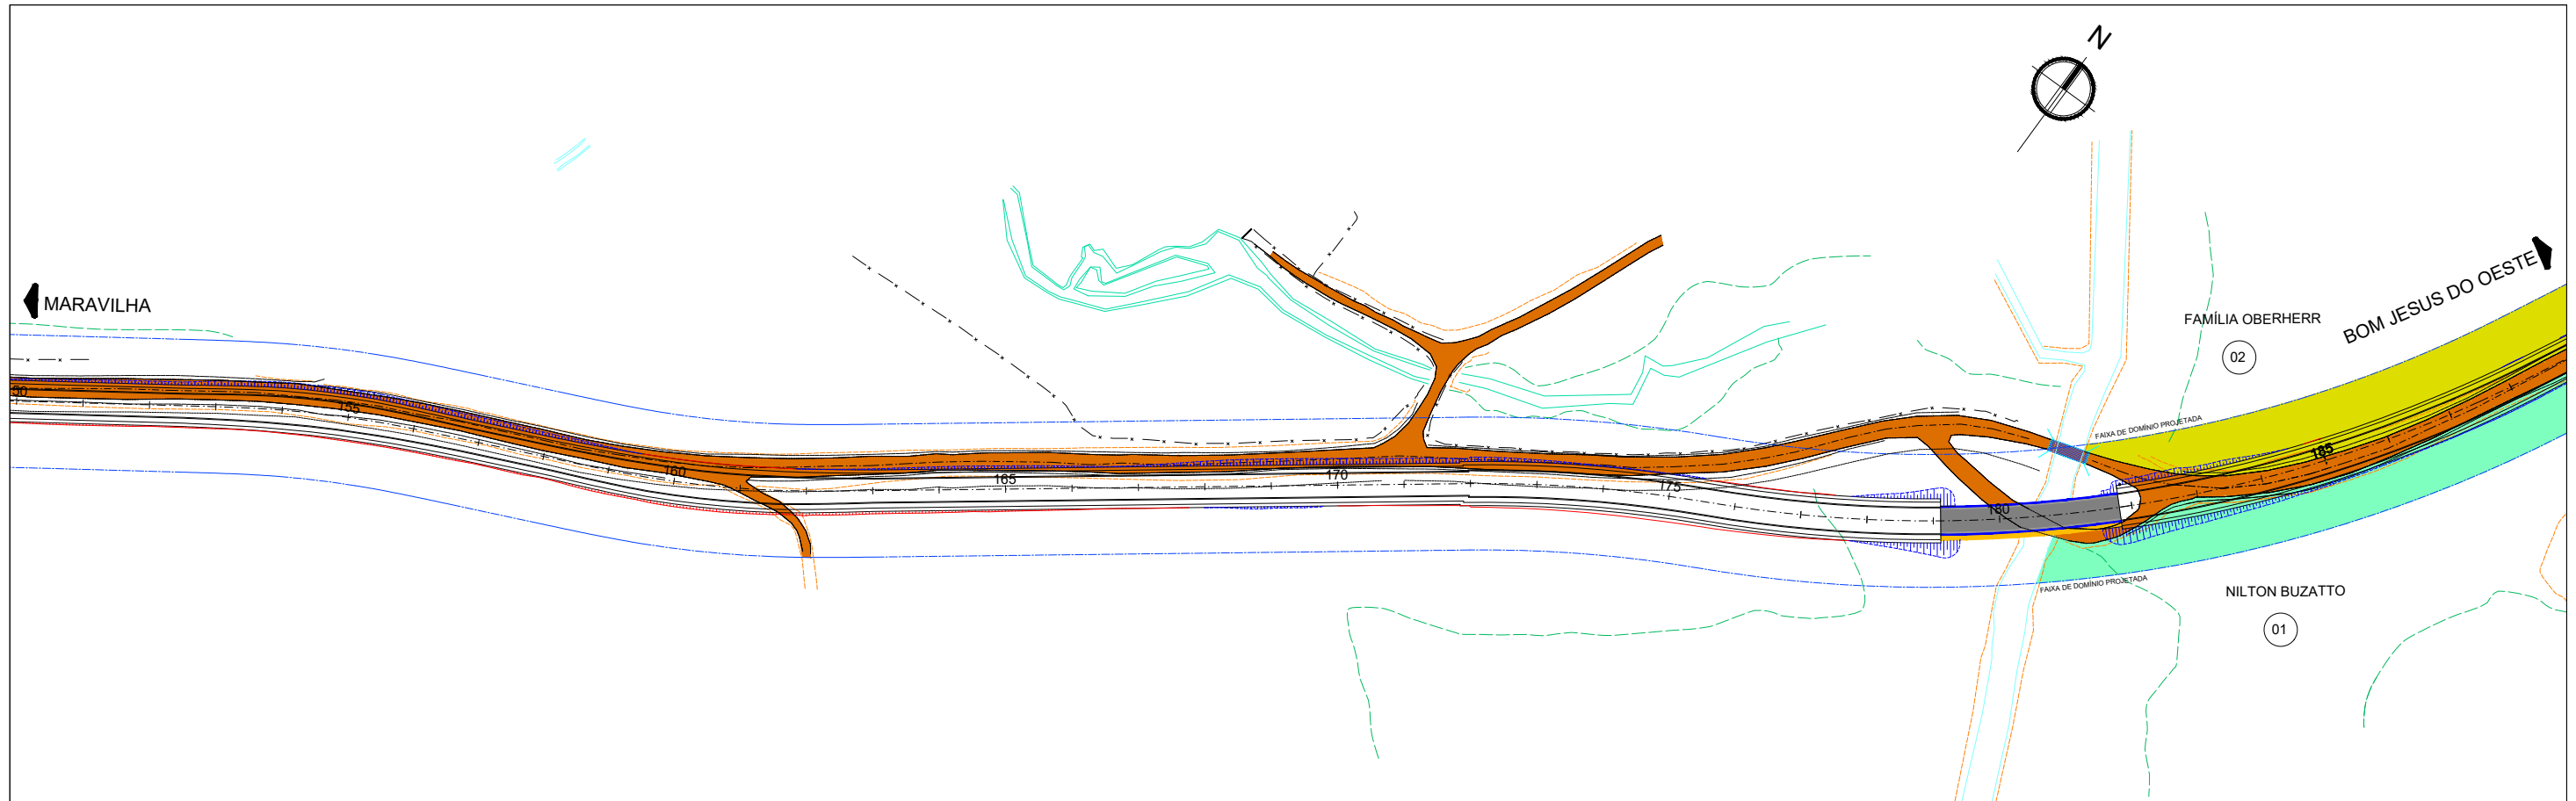 N
MARAVILHA
BOM JESUS DO OESTE
FAMÍLIA OBERHERR
02
FAIXA DE DOMÍNIO PROJETADA
155
160
165
170
175
180
185
FAIXA DE DOMÍNIO PROJETADA
NILTON BUZATTO
01